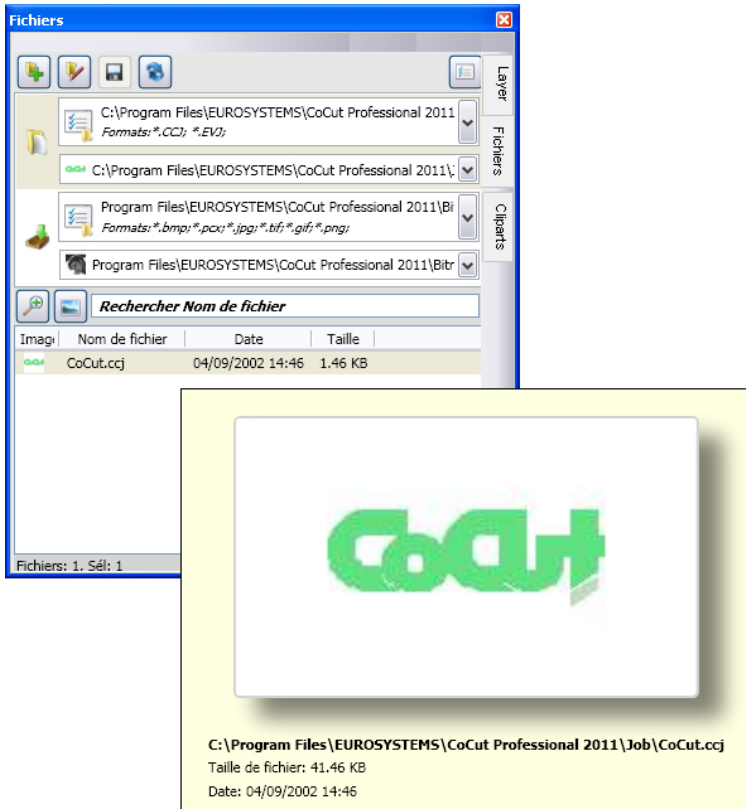 Fichiers
Layer
Fichiers
Cliparts
C:\Program Files\EUROSYSTEMS\CoCut Professional 2011
Formats:*.CCJ; *.EVJ;
C:\Program Files\EUROSYSTEMS\CoCut Professional 2011\
Program Files\EUROSYSTEMS\CoCut Professional 2011\Bi
Formats:*.bmp;*.pcx;*.jpg;*.tif;*.gif;*.png;
Program Files\EUROSYSTEMS\CoCut Professional 2011\Bitr
Rechercher Nom de fichier
Imag Nom de fichier Date Taille
CoCut CoCut.ccj 04/09/2002 14:46 1.46 KB
Fichiers: 1. Sél: 1
CoCut
C:\Program Files\EUROSYSTEMS\CoCut Professional 2011\Job\CoCut.ccj
Taille de fichier: 41.46 KB
Date: 04/09/2002 14:46